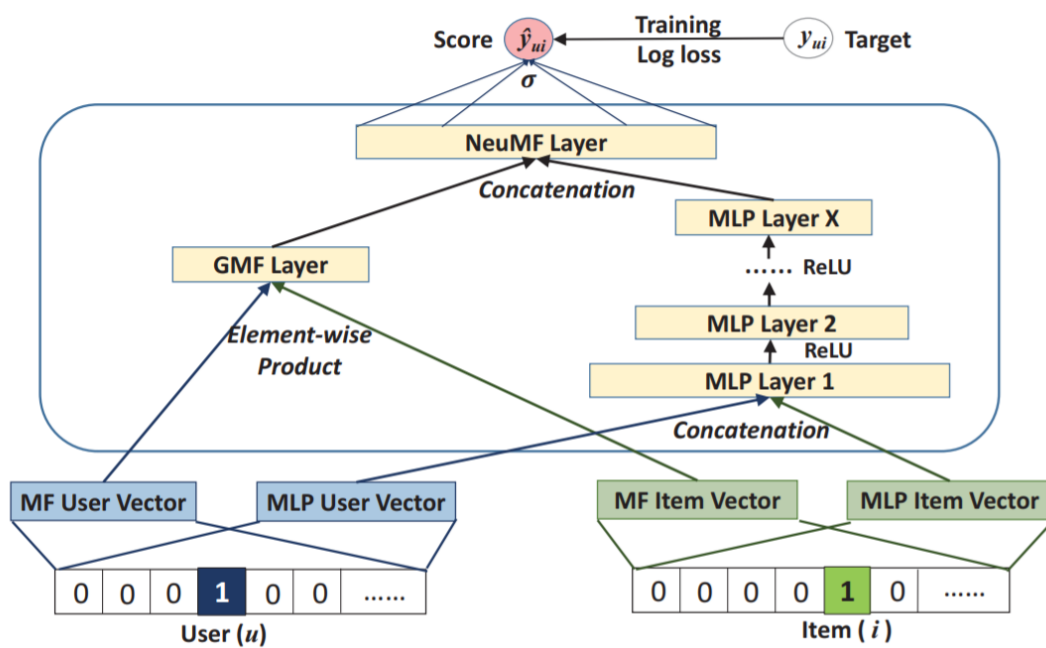 Score ŷui Training yui Target
Log loss
σ
NeuMF Layer
Concatenation
MLP Layer X
GMF Layer
...... ReLU
Element-wise
Product
MLP Layer 2
ReLU
MLP Layer 1
Concatenation
MF User Vector MLP User Vector MF Item Vector MLP Item Vector
0 0 0 1 0 0 ...... 0 0 0 0 1 0 ......
User (u) Item ( i )